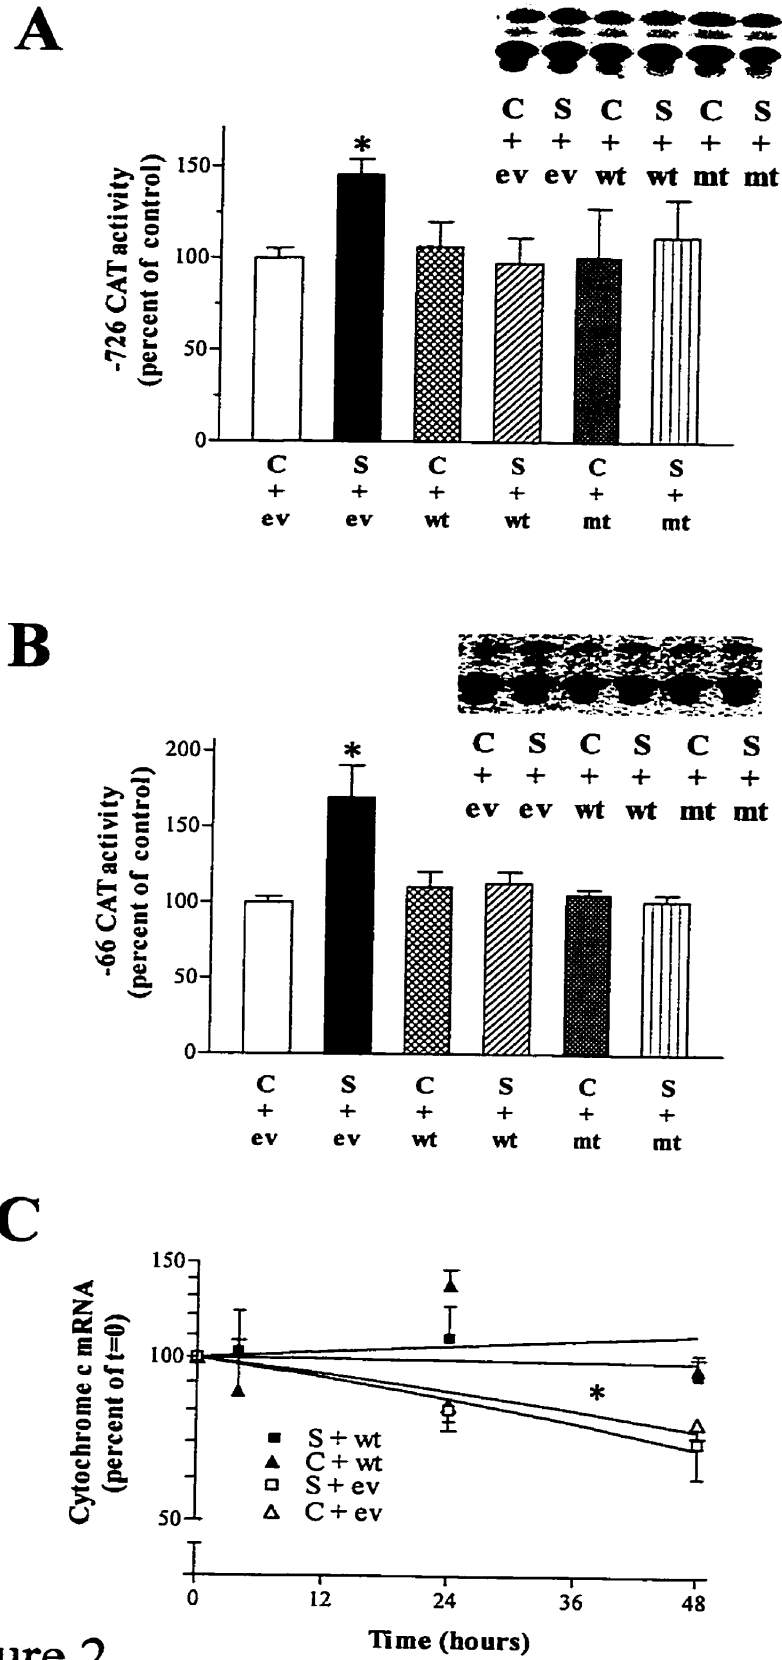 A
C S C S C S
+ + + + + +
ev ev wt wt mt mt
-726 CAT activity
(percent of control)
150
100
50
0
*
C S C S C S
+ + + + + +
ev ev wt wt mt mt
B
C S C S C S
+ + + + + +
ev ev wt wt mt mt
-66 CAT activity
(percent of control)
200
150
100
50
0
*
C S C S C S
+ + + + + +
ev ev wt wt mt mt
C
Cytochrome c mRNA
(percent of t=0)
150
100
50
*
S + wt
C + wt
S + ev
C + ev
0 12 24 36 48
Time (hours)
ure 2